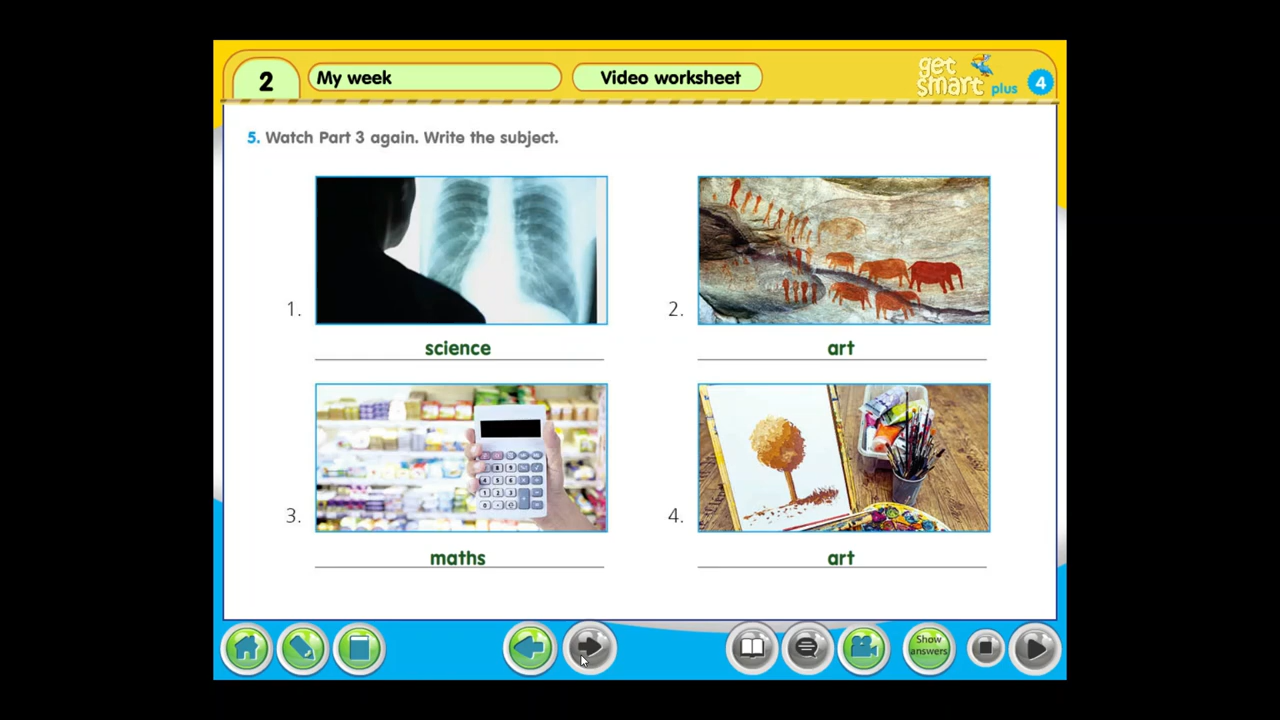 2
My week
Video worksheet
get
smart plus 4
5. Watch Part 3 again. Write the subject.
1.
science
2.
art
3.
maths
4.
art
Show
answers